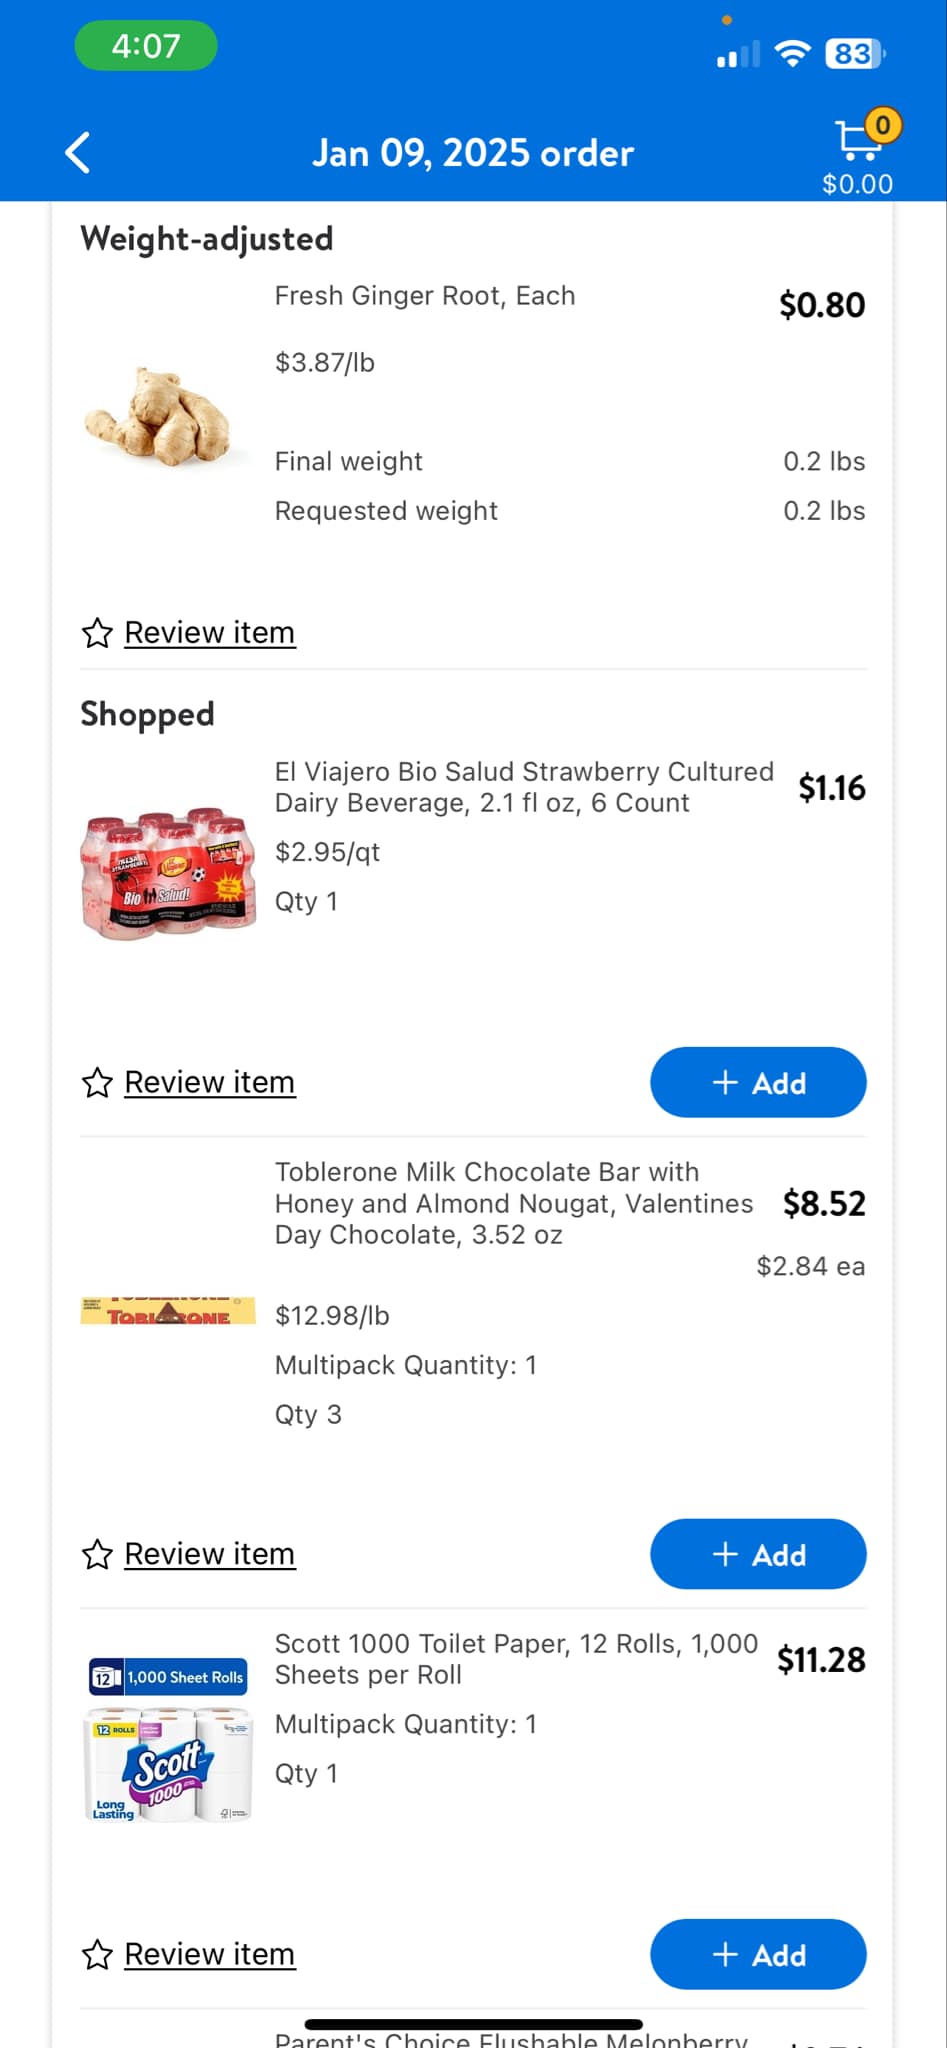 4:07
83
Jan 09, 2025 order
0
$0.00
Weight-adjusted
Fresh Ginger Root, Each
$0.80
$3.87/lb
Final weight
0.2 lbs
Requested weight
0.2 lbs
Review item
Shopped
El Viajero Bio Salud Strawberry Cultured
Dairy Beverage, 2.1 fl oz, 6 Count
$1.16
$2.95/qt
Qty 1
Bio Salud!
Review item
+ Add
Toblerone Milk Chocolate Bar with
Honey and Almond Nougat, Valentines
Day Chocolate, 3.52 oz
$8.52
$2.84 ea
TOBLERONE
$12.98/lb
Multipack Quantity: 1
Qty 3
Review item
+ Add
Scott 1000 Toilet Paper, 12 Rolls, 1,000
Sheets per Roll
$11.28
Multipack Quantity: 1
Qty 1
12 1,000 Sheet Rolls
12 ROLLS
Scott
1000
Long
Lasting
Review item
+ Add
Parent's Choice Flushable Melonberry